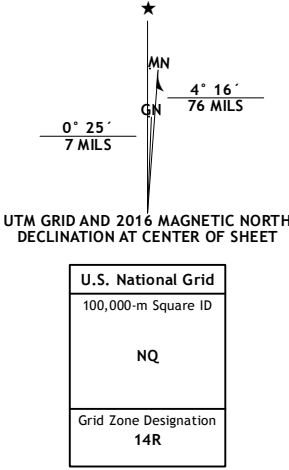 MN
4° 16´
76 MILS
GN
0° 25´
7 MILS
UTM GRID AND 2016 MAGNETIC NORTH
DECLINATION AT CENTER OF SHEET
U.S. National Grid
100,000-m Square ID
NQ
Grid Zone Designation
14R